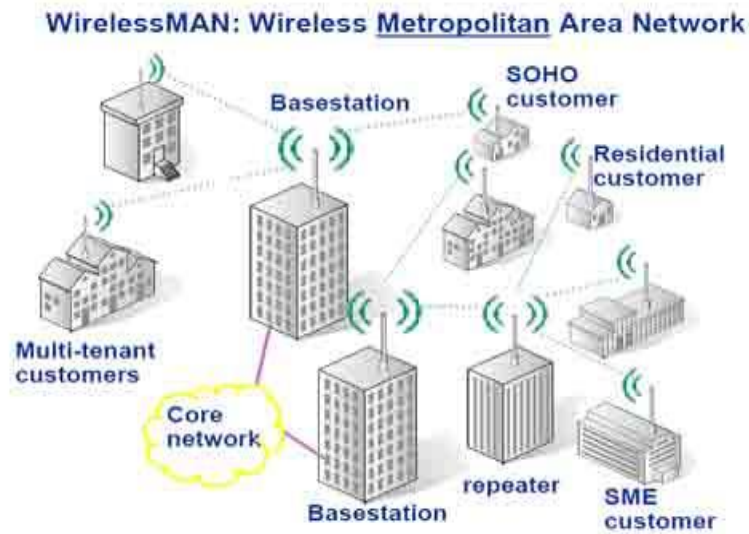 WirelessMAN: Wireless Metropolitan Area Network
Basestation
SOHO
customer
Residential
customer
Multi-tenant
customers
Core
network
Basestation
repeater
SME
customer